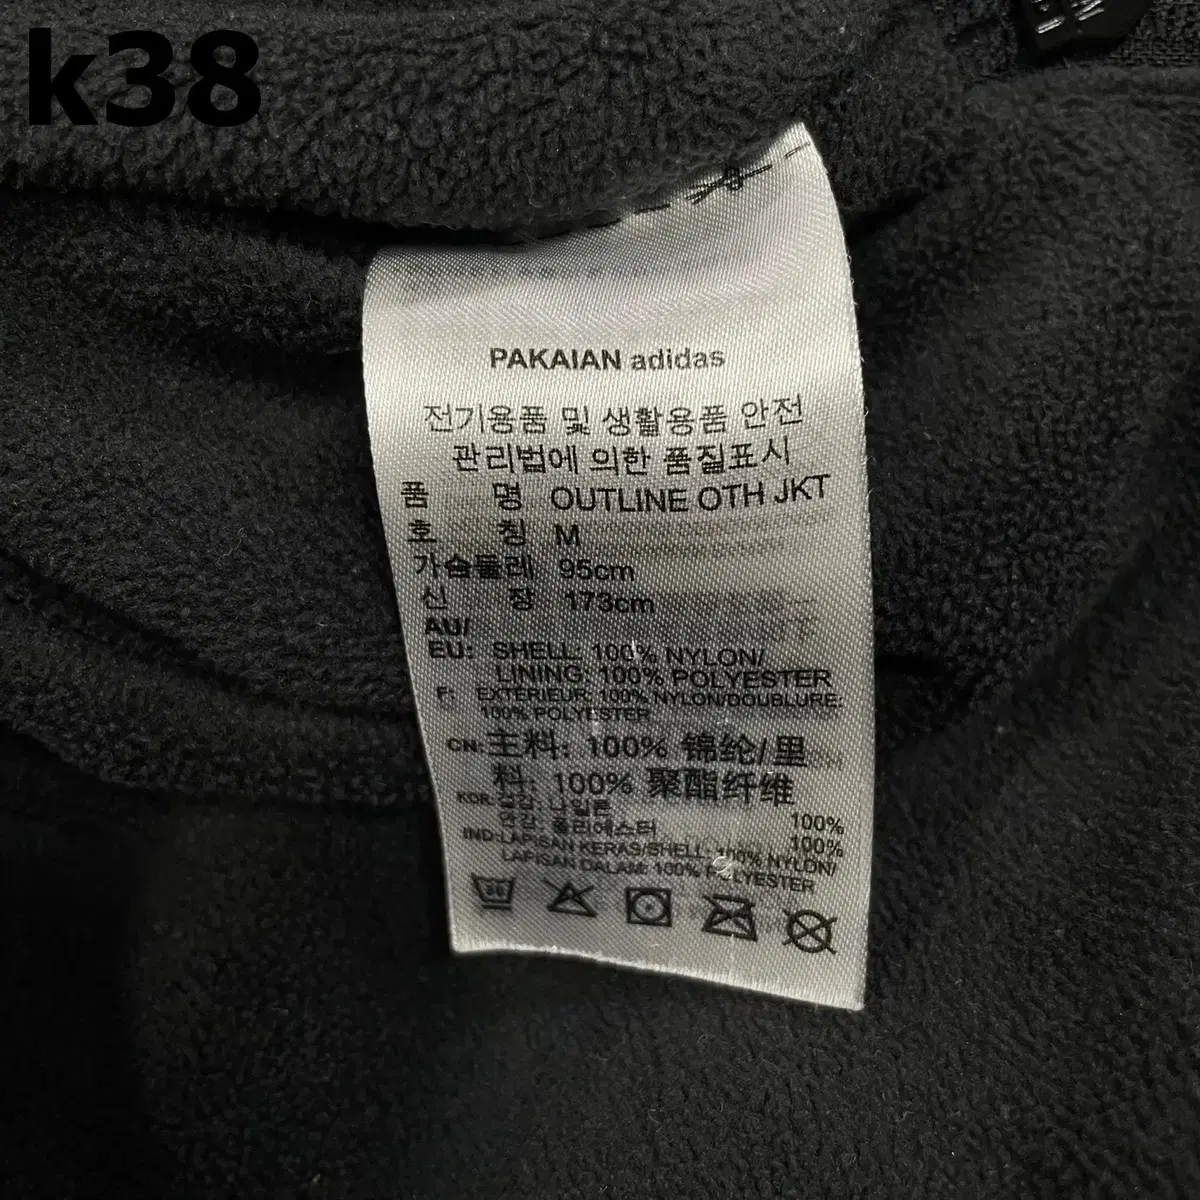 k38
PAKAIAN adidas
전기용품 및 생활용품 안전
관리법에 의한 품질표시
품 명 OUTLINE OTH JKT
호 칭 M
가슴둘레 95cm
신 장 173cm
AU/
EU: SHELL: 100% NYLON/
LINING: 100% POLYESTER
F: EXTERIEUR: 100% NYLON/DOUBLURE:
100% POLYESTER
CN: 主料: 100% 锦纶/里
料: 100% 聚酯纤维
KOR: 겉감: 나일론 100%
안감: 폴리에스터 100%
IND: LAPISAN KERAS/SHELL: 100% NYLON/
LAPISAN DALAM: 100% POLYESTER
30